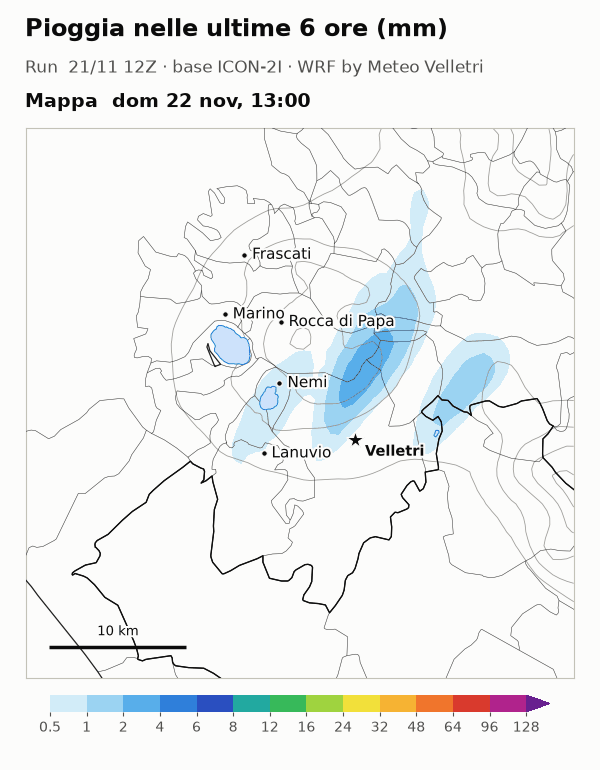 Pioggia nelle ultime 6 ore (mm)
Run 21/11 12Z · base ICON-2I · WRF by Meteo Velletri
Mappa dom 22 nov, 13:00
Frascati
Marino
Rocca di Papa
Nemi
Velletri
Lanuvio
10 km
0.5 1 2 4 6 8 12 16 24 32 48 64 96 128